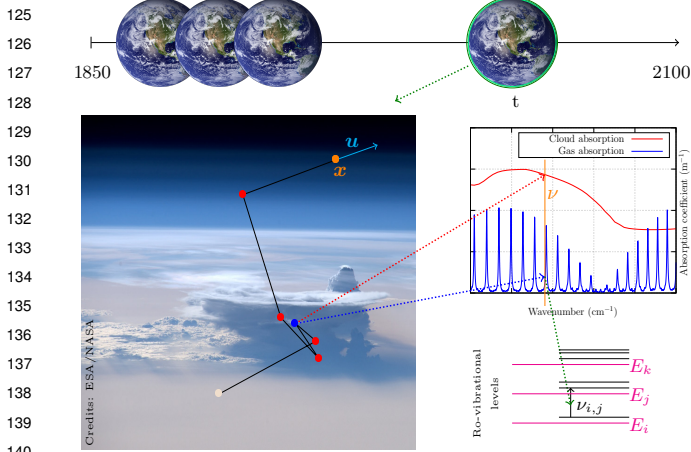 125
126
127
128
129
130
131
132
133
134
135
136
137
138
139
140
1850
2100
t
u
x
Credits: ESA/NASA
Cloud absorption
Gas absorption
ν
Absorption coefficient (m⁻¹)
Wavenumber (cm⁻¹)
Ro-vibrational
levels
E_k
E_j
ν_{i,j}
E_i